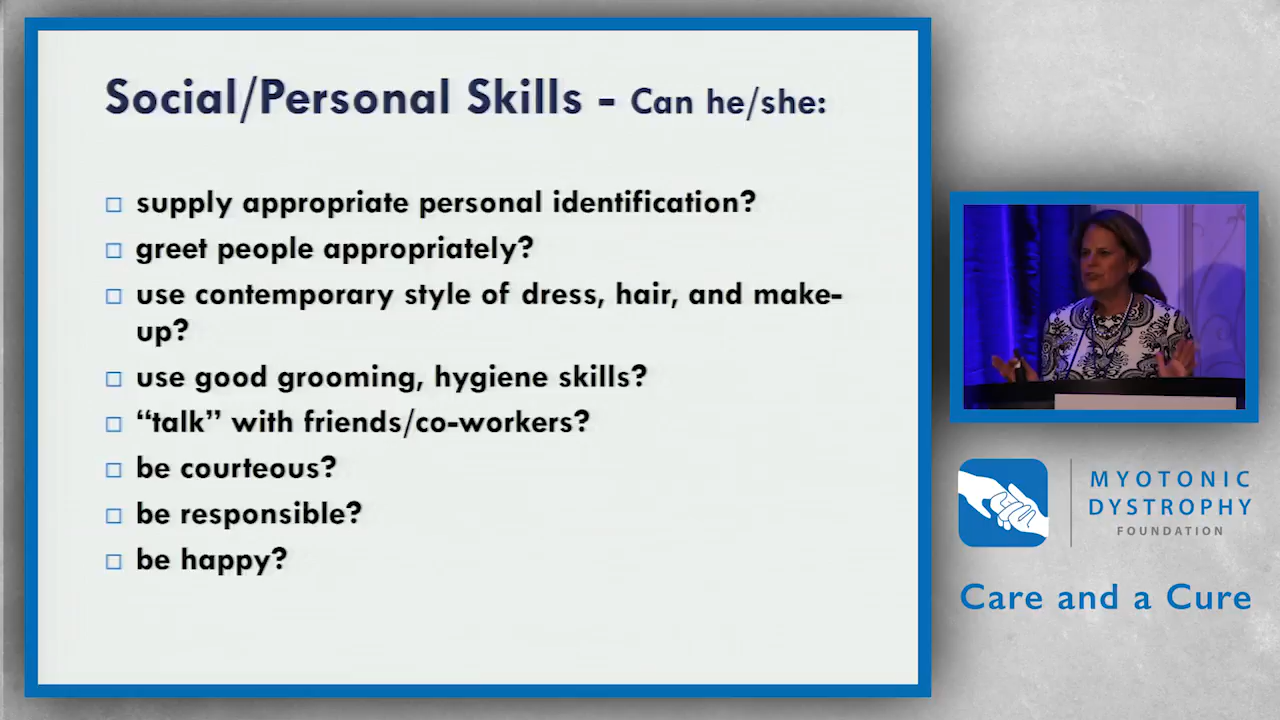 Social/Personal Skills - Can he/she:
supply appropriate personal identification?
greet people appropriately?
use contemporary style of dress, hair, and make-
up?
use good grooming, hygiene skills?
“talk” with friends/co-workers?
be courteous?
be responsible?
be happy?
MYOTONIC
DYSTROPHY
FOUNDATION
Care and a Cure